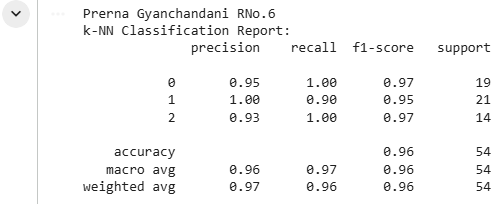 Prerna Gyanchandani RNo.6
k-NN Classification Report:
precision recall f1-score support
0 0.95 1.00 0.97 19
1 1.00 0.90 0.95 21
2 0.93 1.00 0.97 14
accuracy 0.96 54
macro avg 0.96 0.97 0.96 54
weighted avg 0.97 0.96 0.96 54